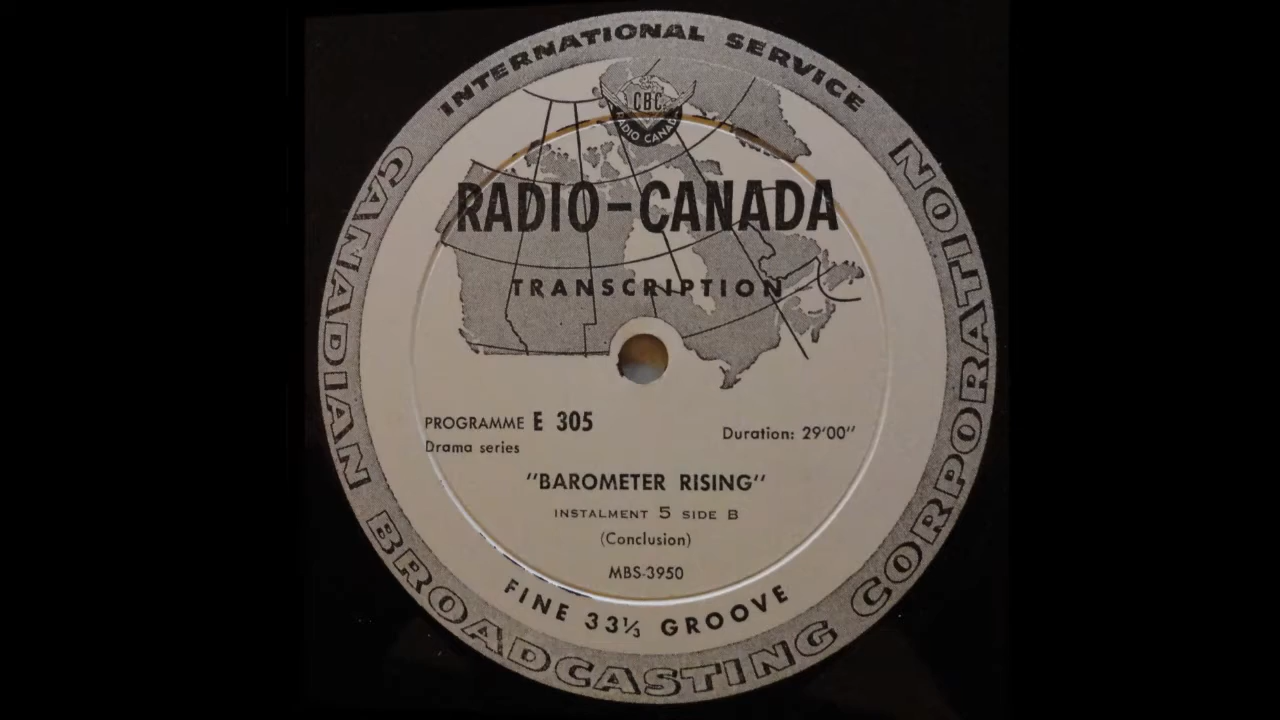 INTERNATIONAL SERVICE
CANADIAN BROADCASTING CORPORATION
CBC
RADIO CANADA
RADIO-CANADA
TRANSCRIPTION
PROGRAMME E 305
Drama series
Duration: 29'00"
"BAROMETER RISING"
INSTALMENT 5 SIDE B
(Conclusion)
MBS-3950
FINE 33⅓ GROOVE